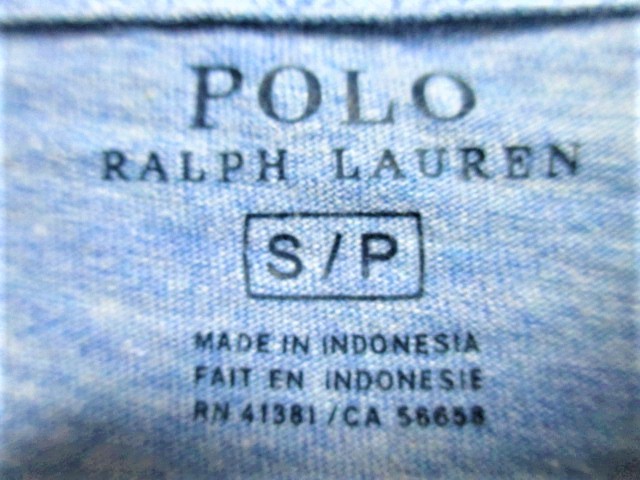 POLO
RALPH LAUREN
S/P
MADE IN INDONESIA
FAIT EN INDONESIE
RN 41381 /CA 56658